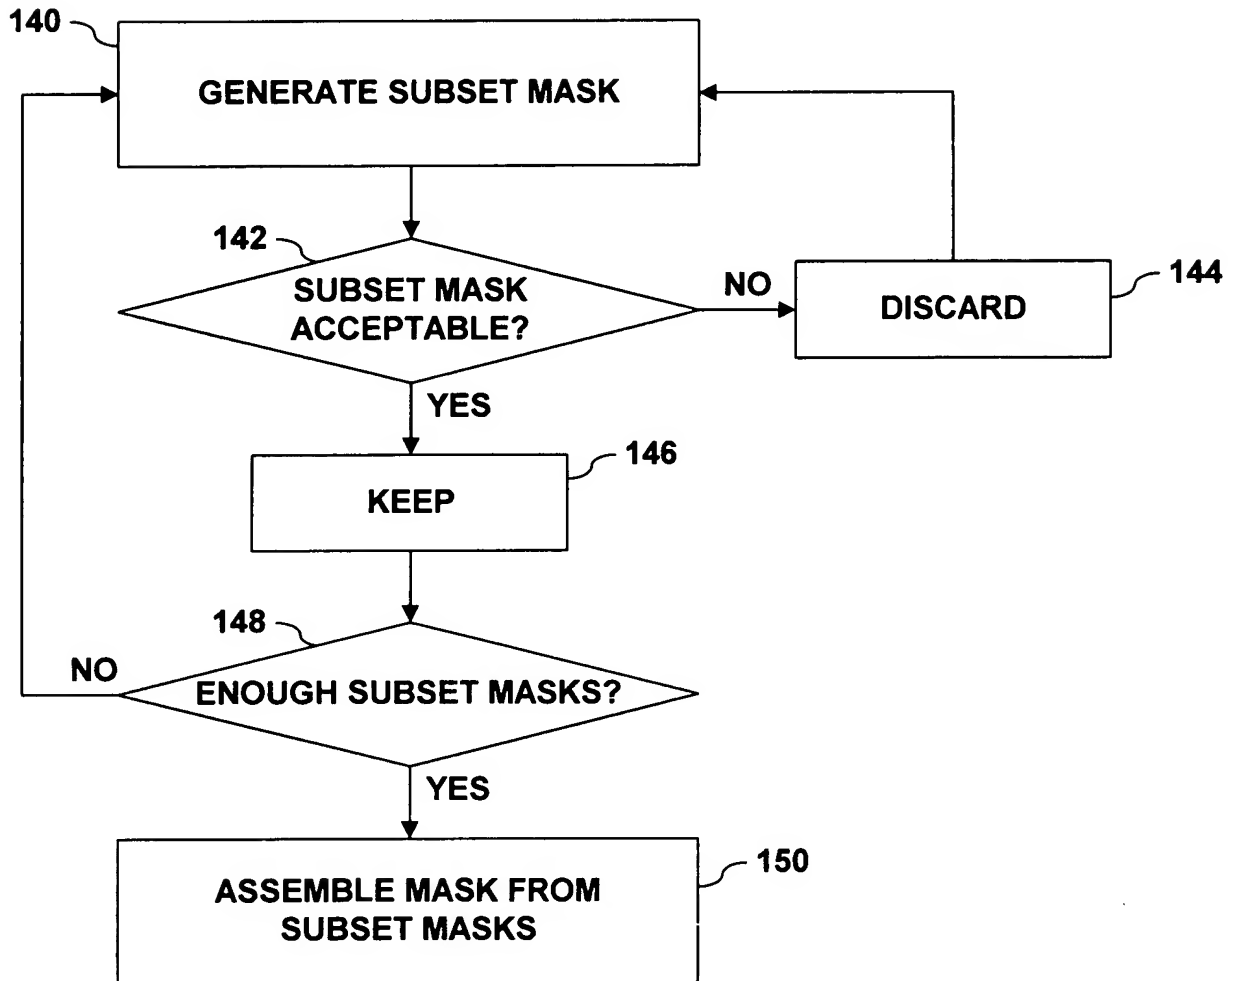 140
GENERATE SUBSET MASK
142
SUBSET MASK
ACCEPTABLE?
NO
DISCARD
144
YES
146
KEEP
148
NO
ENOUGH SUBSET MASKS?
YES
150
ASSEMBLE MASK FROM
SUBSET MASKS